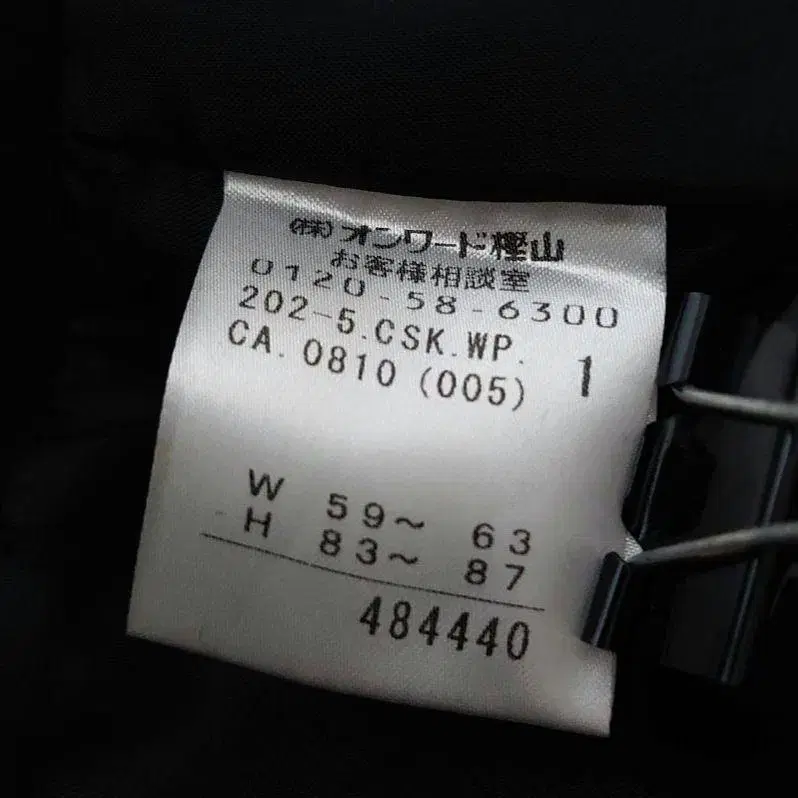 (株)オンワード樫山
お客様相談室
0120-58-6300
202-5.CSK.WP.
CA.0810(005) 1
W 59~ 63
H 83~ 87
484440